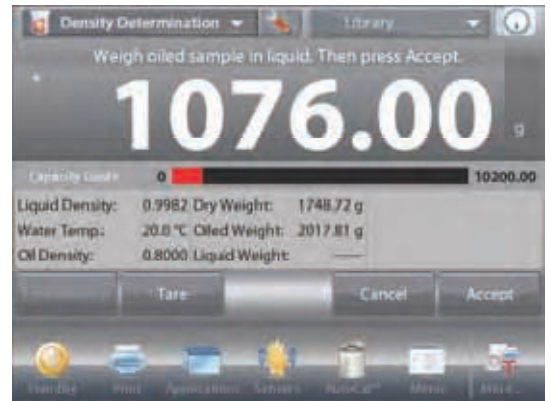 Density Determination Library
Weigh oiled sample in liquid. Then press Accept.
* 1076.00 g
Capacity Guide 0 10200.00
Liquid Density: 0.9982 Dry Weight: 1748.72 g
Water Temp.: 20.0 °C Oiled Weight: 2017.81 g
Oil Density: 0.8000 Liquid Weight: ——
Tare Cancel Accept
Standby Print Application Sensors AutoCal™ Menu More...